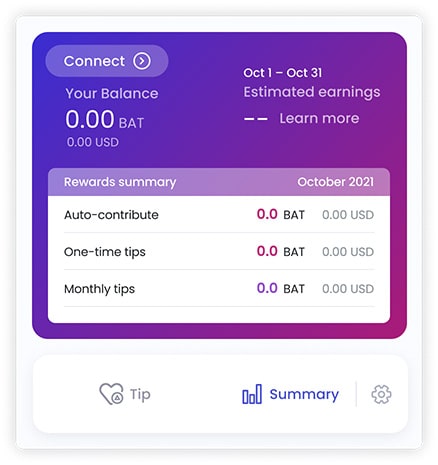 Connect
Oct 1 – Oct 31
Your Balance
Estimated earnings
0.00 BAT
-- Learn more
0.00 USD
Rewards summary October 2021
Auto-contribute 0.0 BAT 0.00 USD
One-time tips 0.0 BAT 0.00 USD
Monthly tips 0.0 BAT 0.00 USD
Tip Summary